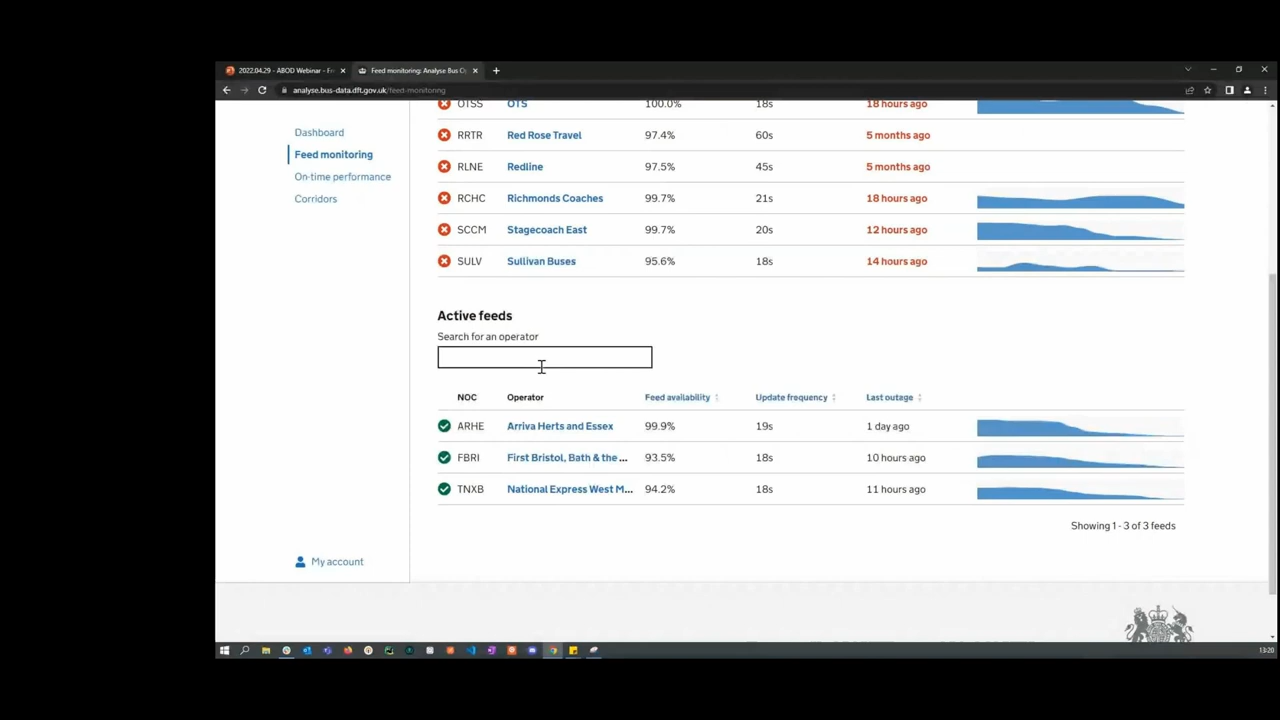 2022.04.29 - ABOD Webinar - Fr
Feed monitoring: Analyse Bus Op
analyse.bus-data.dft.gov.uk/feed-monitoring
Dashboard
Feed monitoring
On-time performance
Corridors
OTSS OTS 100.0% 18s 18 hours ago
RRTR Red Rose Travel 97.4% 60s 5 months ago
RLNE Redline 97.5% 45s 5 months ago
RCHC Richmonds Coaches 99.7% 21s 18 hours ago
SCCM Stagecoach East 99.7% 20s 12 hours ago
SULV Sullivan Buses 95.6% 18s 14 hours ago
Active feeds
Search for an operator
NOC Operator Feed availability Update frequency Last outage
ARHE Arriva Herts and Essex 99.9% 19s 1 day ago
FBRI First Bristol, Bath & the ... 93.5% 18s 10 hours ago
TNXB National Express West M... 94.2% 18s 11 hours ago
Showing 1 - 3 of 3 feeds
My account
13:20